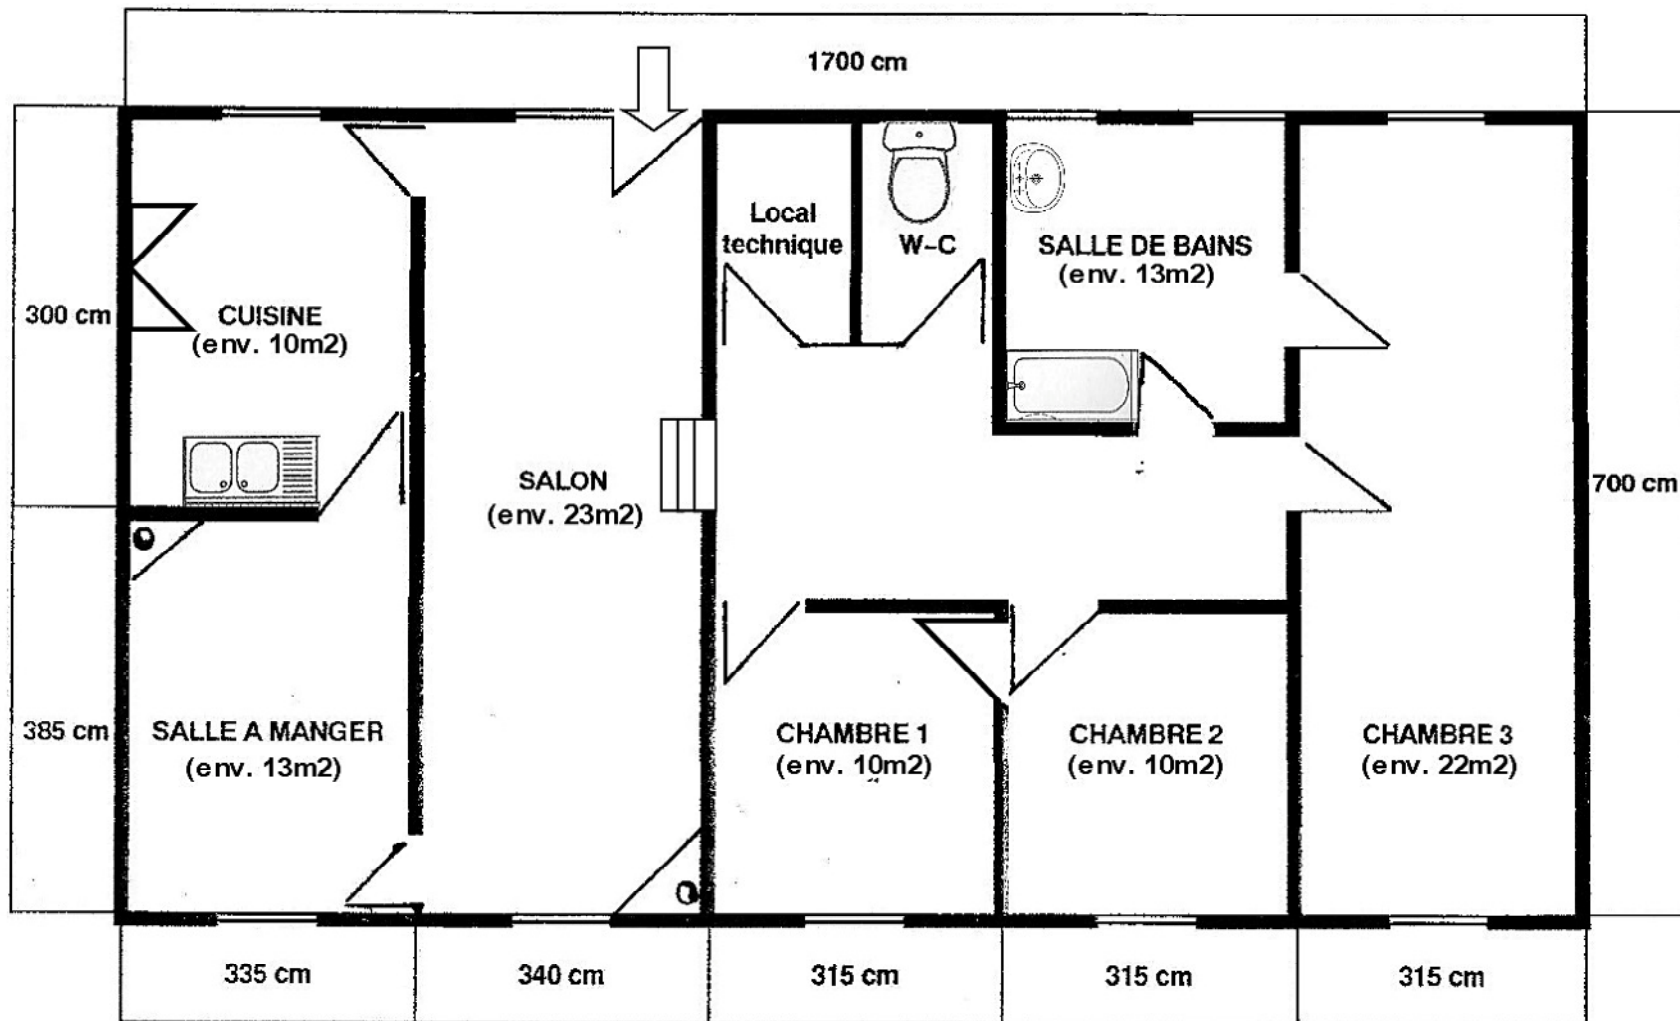 1700 cm
Local
technique
W-C
SALLE DE BAINS
(env. 13m2)
300 cm
CUISINE
(env. 10m2)
SALON
(env. 23m2)
700 cm
385 cm
SALLE A MANGER
(env. 13m2)
CHAMBRE 1
(env. 10m2)
CHAMBRE 2
(env. 10m2)
CHAMBRE 3
(env. 22m2)
335 cm
340 cm
315 cm
315 cm
315 cm